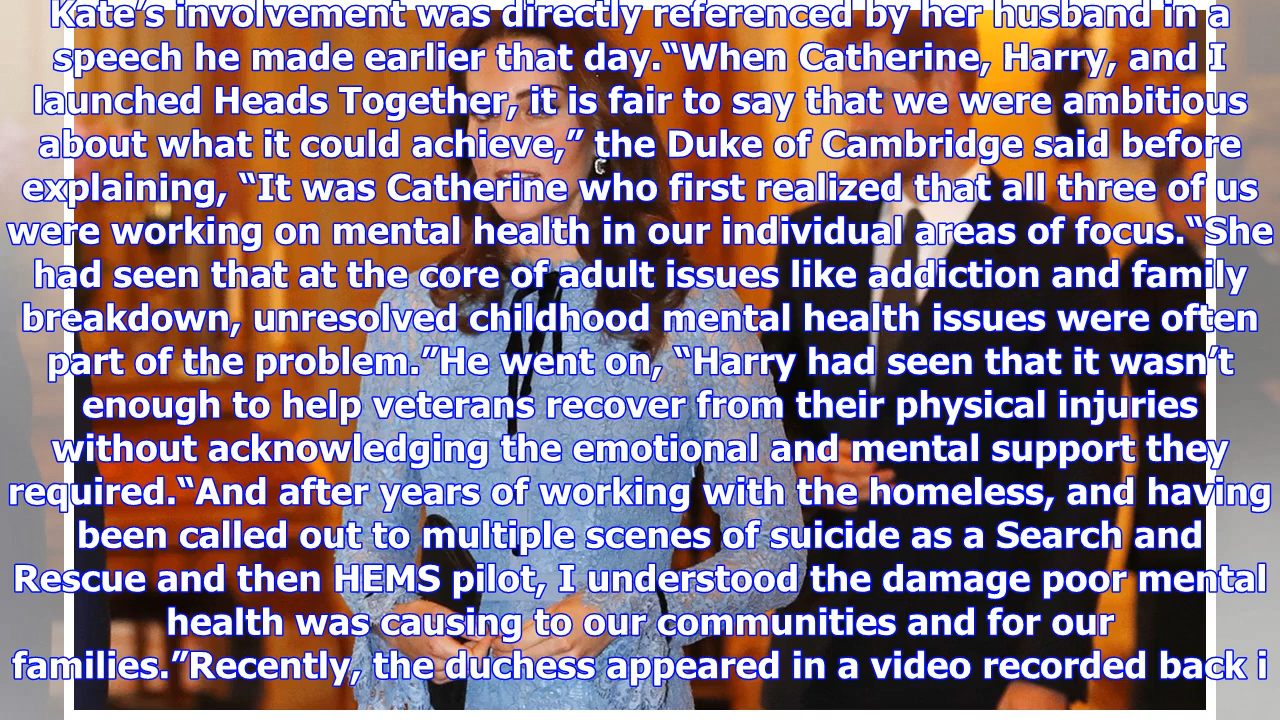 Kate’s involvement was directly referenced by her husband in a
speech he made earlier that day.“When Catherine, Harry, and I
launched Heads Together, it is fair to say that we were ambitious
about what it could achieve,” the Duke of Cambridge said before
explaining, “It was Catherine who first realized that all three of us
were working on mental health in our individual areas of focus.“She
had seen that at the core of adult issues like addiction and family
breakdown, unresolved childhood mental health issues were often
part of the problem.”He went on, “Harry had seen that it wasn’t
enough to help veterans recover from their physical injuries
without acknowledging the emotional and mental support they
required.“And after years of working with the homeless, and having
been called out to multiple scenes of suicide as a Search and
Rescue and then HEMS pilot, I understood the damage poor mental
health was causing to our communities and for our
families.”Recently, the duchess appeared in a video recorded back i